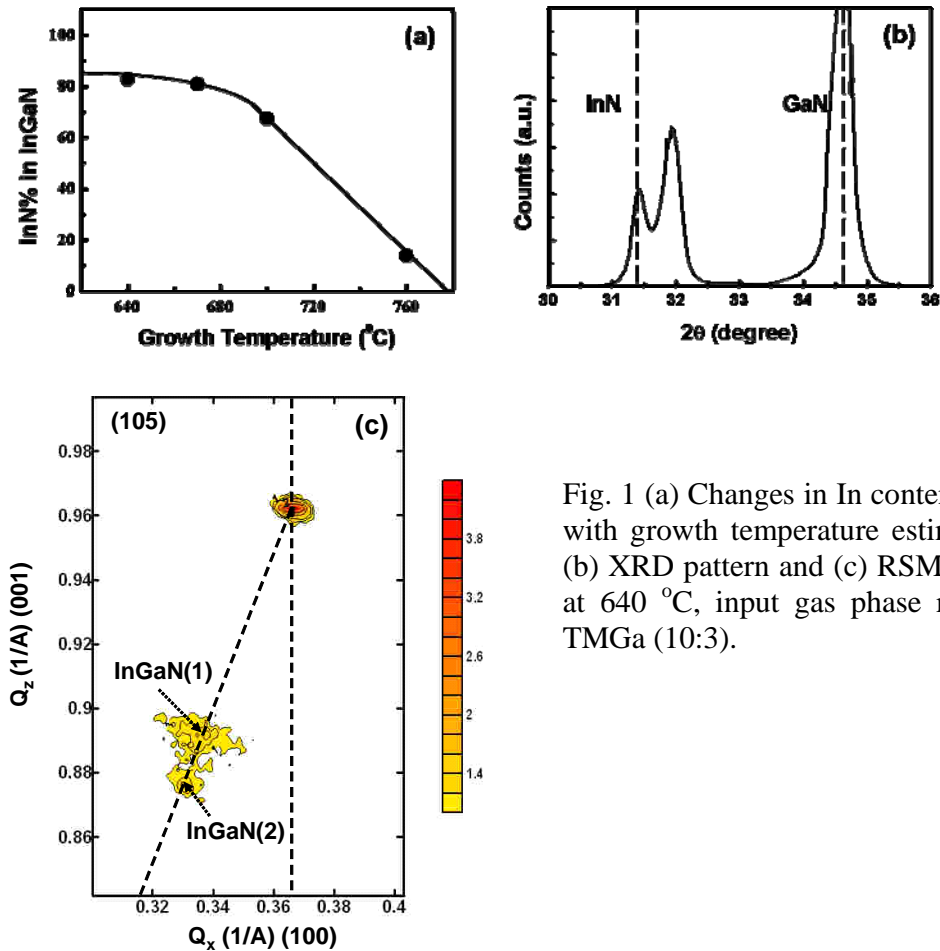 (a)
100
80
60
40
20
0
InN% in InGaN
640 680 720 760
Growth Temperature (°C)
(b)
InN GaN
Counts (a.u.)
30 31 32 33 34 35 36
2θ (degree)
(105) (c)
0.98
0.96
0.94
0.92
0.9
0.88
0.86
Qz (1/A) (001)
InGaN(1)
InGaN(2)
0.32 0.34 0.36 0.38 0.4
Qx (1/A) (100)
3.8
3.2
2.6
2
1.4
Fig. 1 (a) Changes in In conter
with growth temperature estin
(b) XRD pattern and (c) RSM
at 640 °C, input gas phase r
TMGa (10:3).